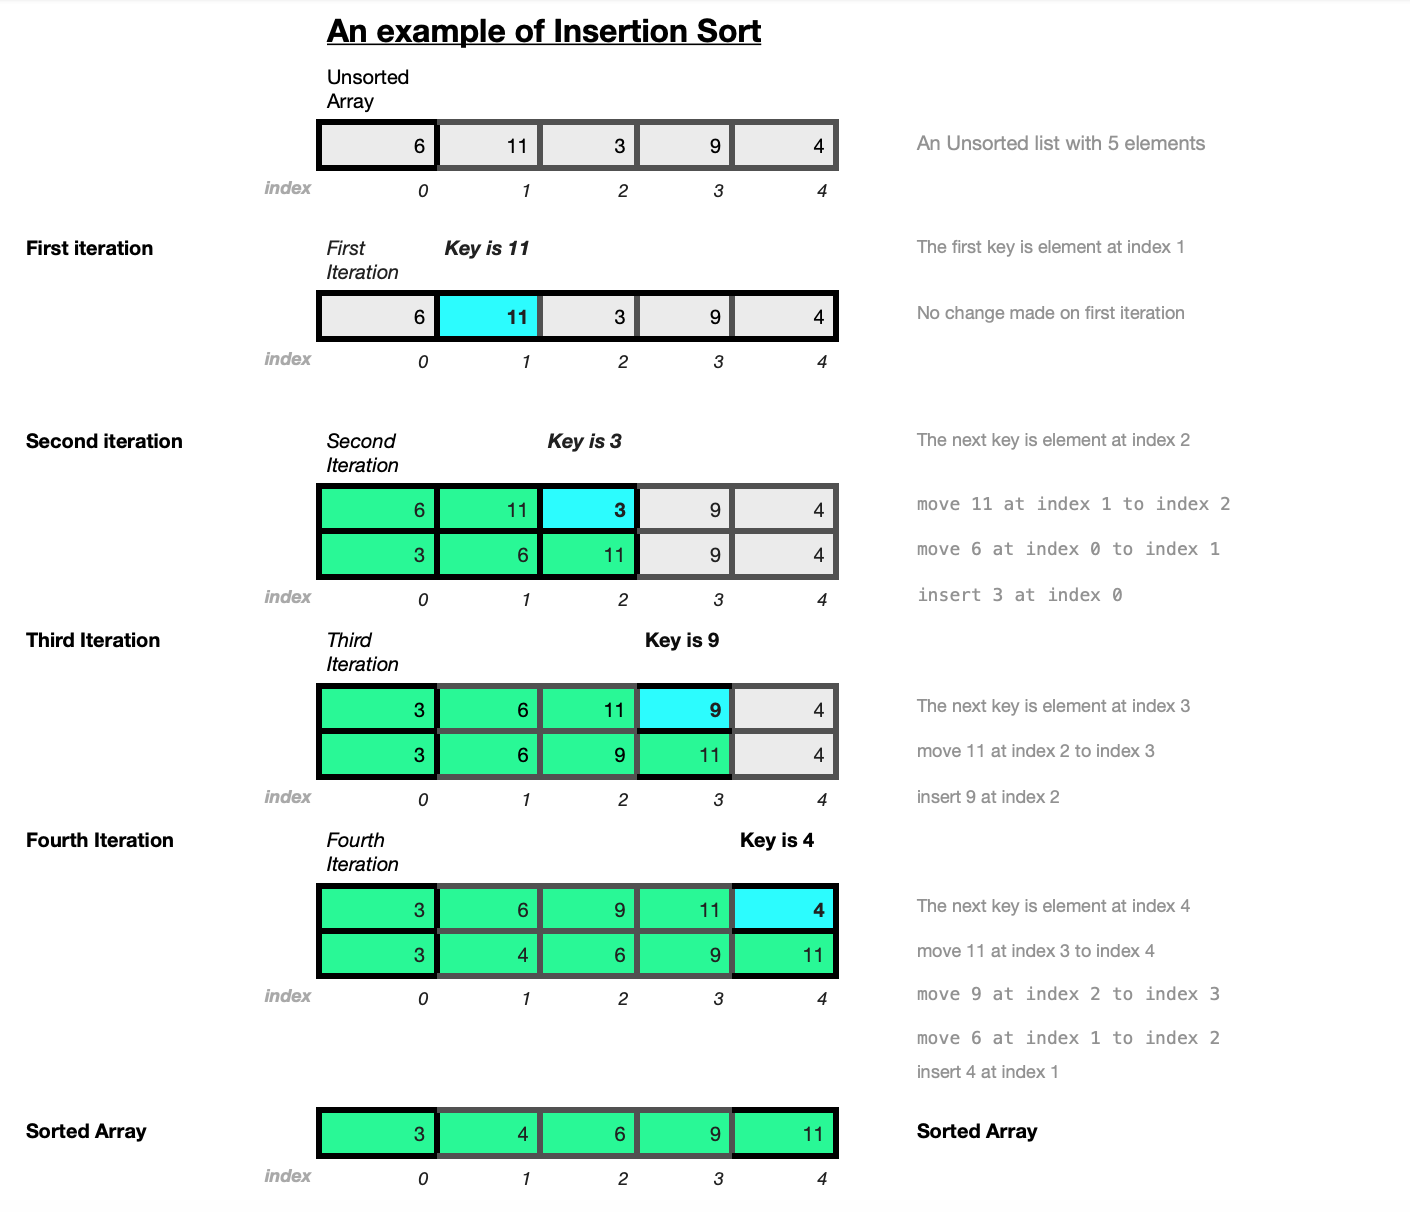 An example of Insertion Sort
Unsorted
Array
6 11 3 9 4
An Unsorted list with 5 elements
index 0 1 2 3 4
First iteration
First
Iteration
Key is 11
The first key is element at index 1
6 11 3 9 4
No change made on first iteration
index 0 1 2 3 4
Second iteration
Second
Iteration
Key is 3
The next key is element at index 2
6 11 3 9 4
move 11 at index 1 to index 2
3 6 11 9 4
move 6 at index 0 to index 1
index 0 1 2 3 4
insert 3 at index 0
Third Iteration
Third
Iteration
Key is 9
3 6 11 9 4
The next key is element at index 3
3 6 9 11 4
move 11 at index 2 to index 3
index 0 1 2 3 4
insert 9 at index 2
Fourth Iteration
Fourth
Iteration
Key is 4
3 6 9 11 4
The next key is element at index 4
3 4 6 9 11
move 11 at index 3 to index 4
index 0 1 2 3 4
move 9 at index 2 to index 3
move 6 at index 1 to index 2
insert 4 at index 1
Sorted Array
3 4 6 9 11
Sorted Array
index 0 1 2 3 4